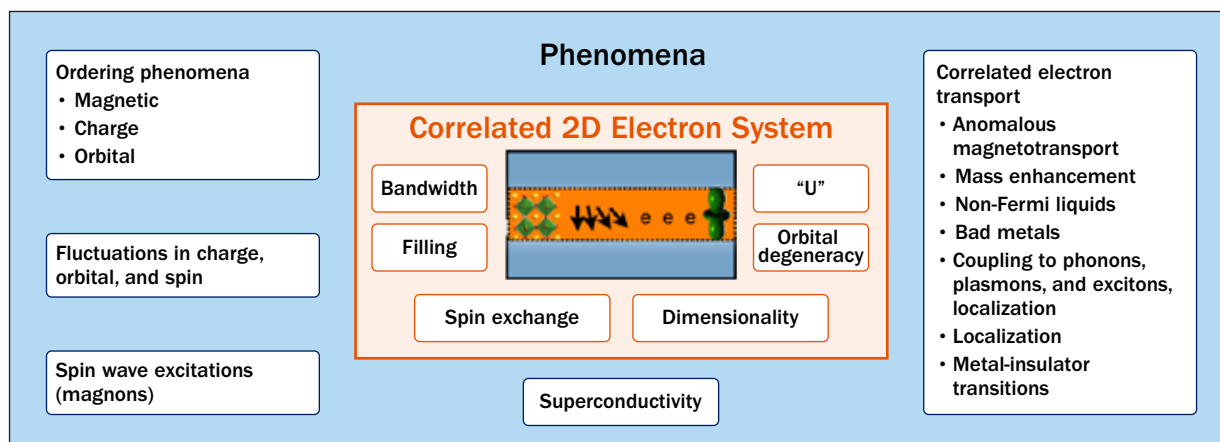 Phenomena
Ordering phenomena
• Magnetic
• Charge
• Orbital
Fluctuations in charge,
orbital, and spin
Spin wave excitations
(magnons)
Correlated 2D Electron System
Bandwidth
Filling
e e e
"U"
Orbital
degeneracy
Spin exchange
Dimensionality
Superconductivity
Correlated electron
transport
• Anomalous
magnetotransport
• Mass enhancement
• Non-Fermi liquids
• Bad metals
• Coupling to phonons,
plasmons, and excitons,
localization
• Localization
• Metal-insulator
transitions